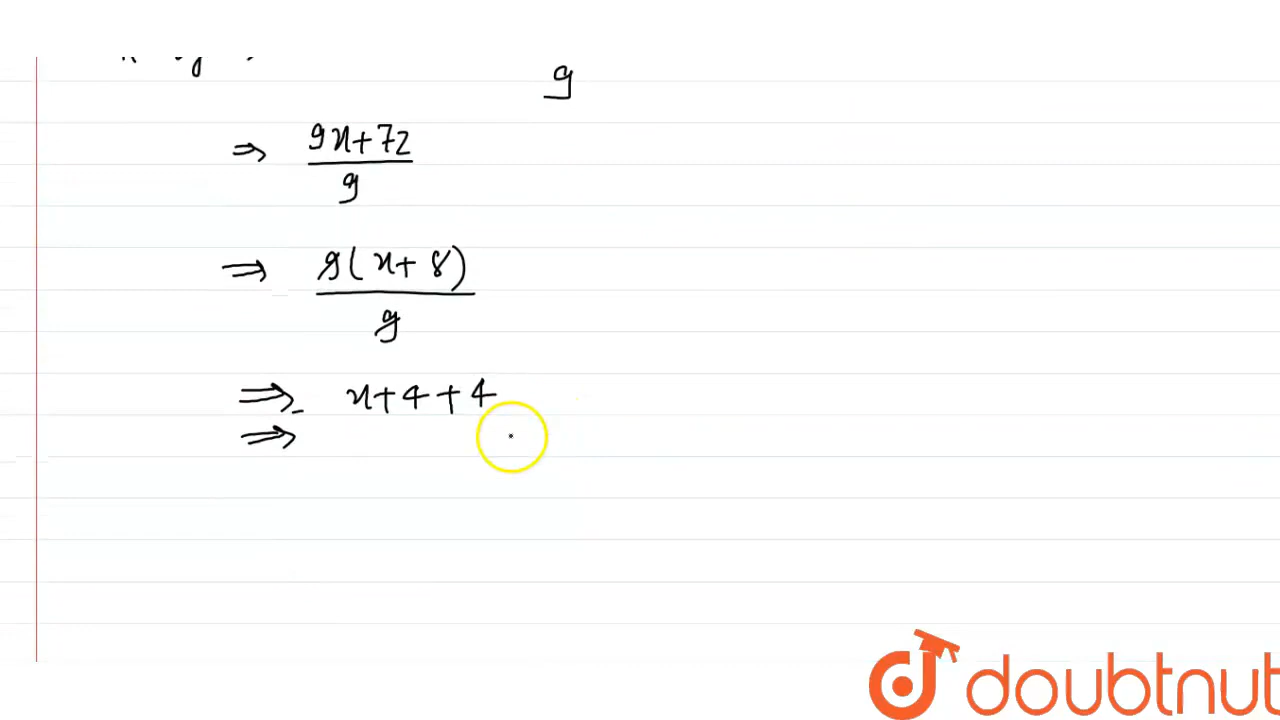 9
⇒ 9x+72
9
⇒ 9(x+8)
9
⇒ x+4+4
⇒
doubtnut